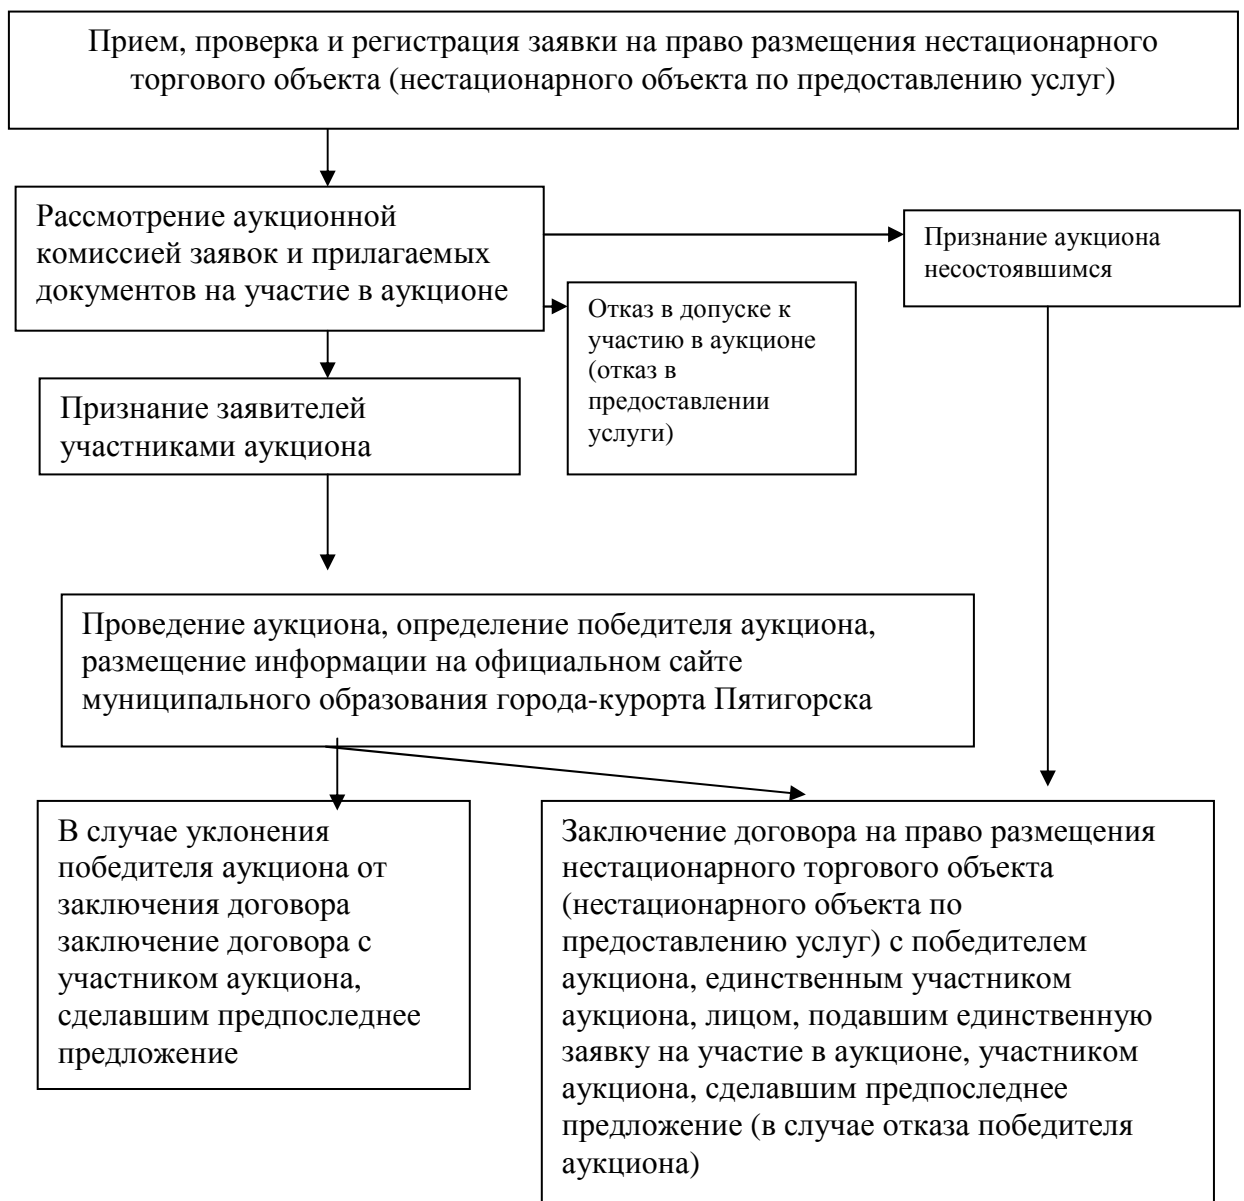 Прием, проверка и регистрация заявки на право размещения нестационарного
торгового объекта (нестационарного объекта по предоставлению услуг)
Рассмотрение аукционной
комиссией заявок и прилагаемых
документов на участие в аукционе
Признание аукциона
несостоявшимся
Отказ в допуске к
участию в аукционе
(отказ в
предоставлении
услуги)
Признание заявителей
участниками аукциона
Проведение аукциона, определение победителя аукциона,
размещение информации на официальном сайте
муниципального образования города-курорта Пятигорска
В случае уклонения
победителя аукциона от
заключения договора
заключение договора с
участником аукциона,
сделавшим предпоследнее
предложение
Заключение договора на право размещения
нестационарного торгового объекта
(нестационарного объекта по
предоставлению услуг) с победителем
аукциона, единственным участником
аукциона, лицом, подавшим единственную
заявку на участие в аукционе, участником
аукциона, сделавшим предпоследнее
предложение (в случае отказа победителя
аукциона)